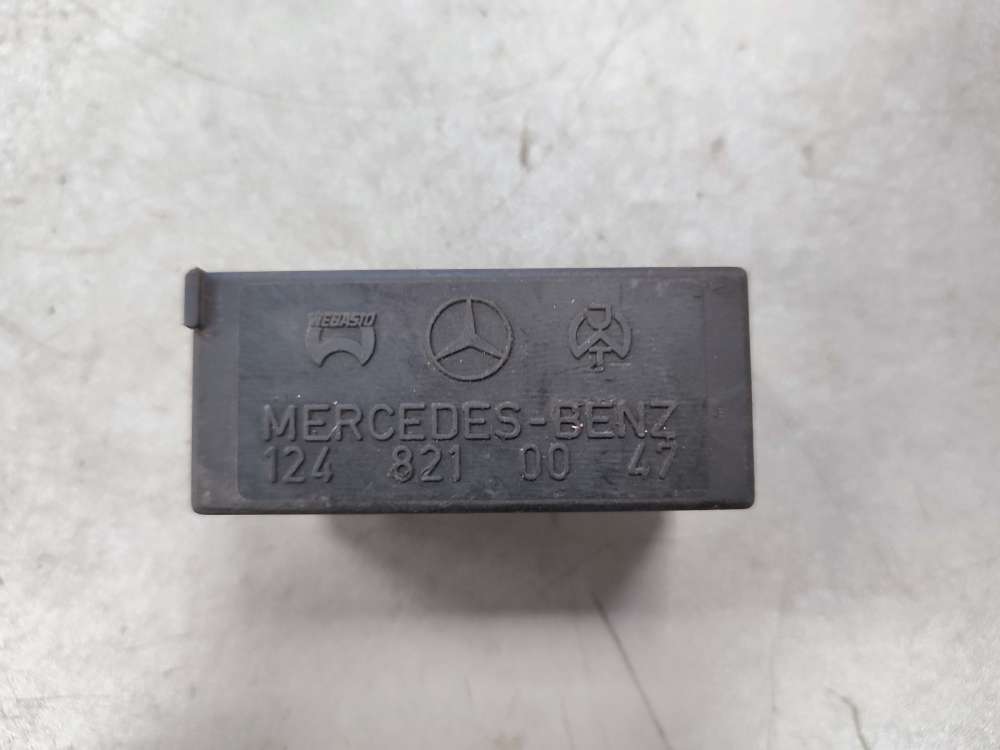 WEBASTO
MERCEDES-BENZ
124 821 00 47